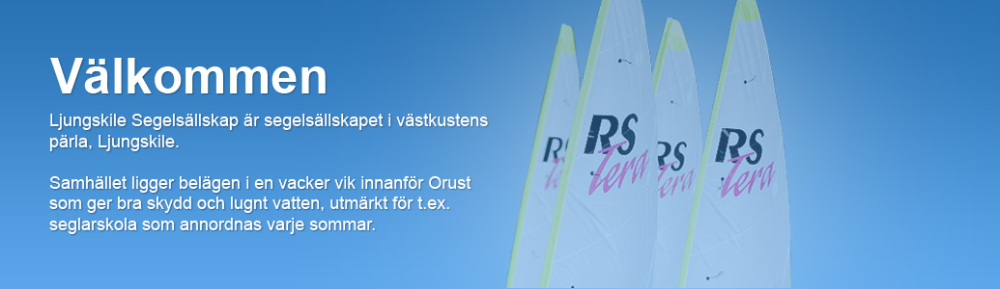 Välkommen
Ljungskile Segelsällskap är segelsällskapet i västkustens
pärla, Ljungskile.
Samhället ligger belägen i en vacker vik innanför Orust
som ger bra skydd och lugnt vatten, utmärkt för t.ex.
seglarskola som annordnas varje sommar.
RS
Tera
RS
Tera
RS
Tera
RS
Tera